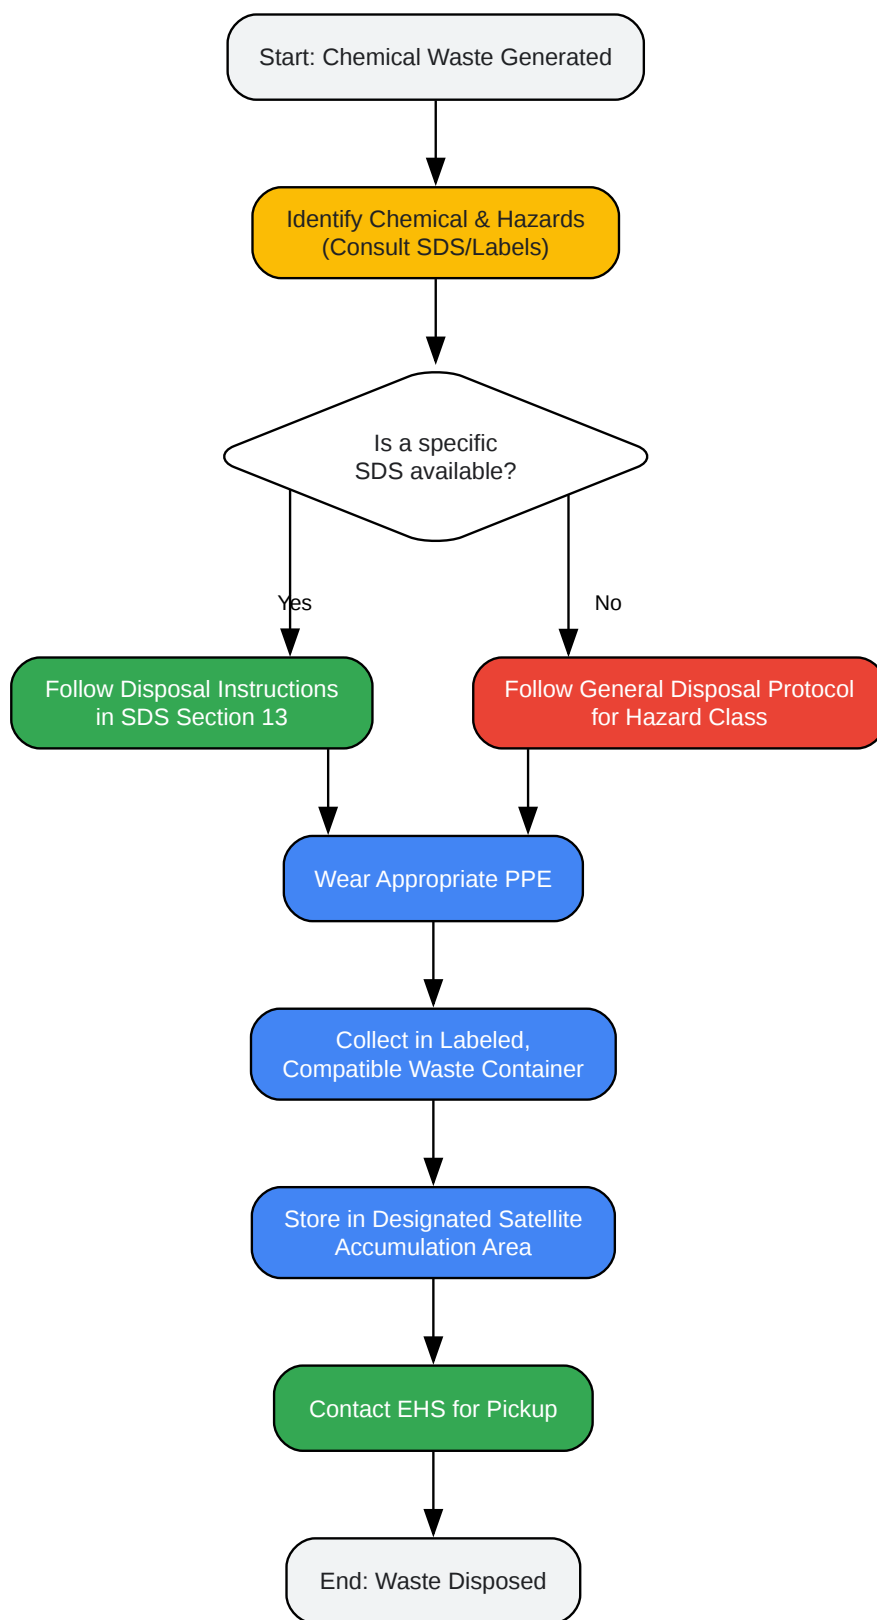 Start: Chemical Waste Generated
Identify Chemical & Hazards
(Consult SDS/Labels)
Is a specific
SDS available?
Yes
No
Follow Disposal Instructions
in SDS Section 13
Follow General Disposal Protocol
for Hazard Class
Wear Appropriate PPE
Collect in Labeled,
Compatible Waste Container
Store in Designated Satellite
Accumulation Area
Contact EHS for Pickup
End: Waste Disposed